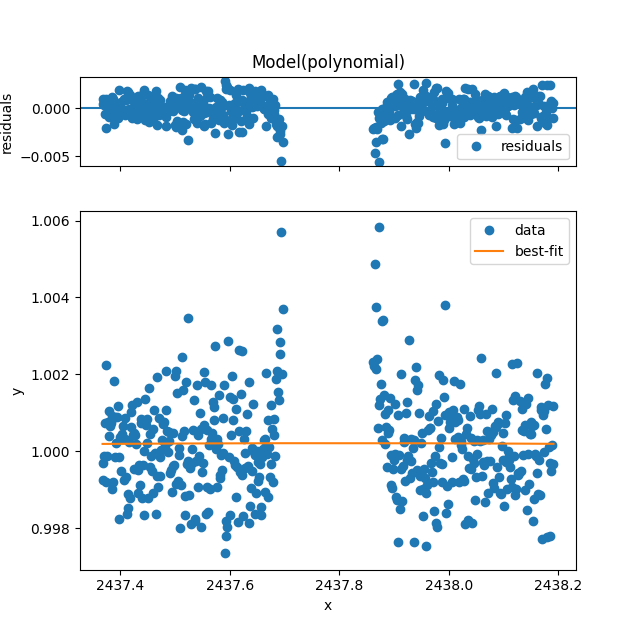 Model(polynomial)
residuals
0.000
−0.005
residuals
1.006
1.004
1.002
1.000
0.998
y
data
best-fit
2437.4
2437.6
2437.8
2438.0
2438.2
x